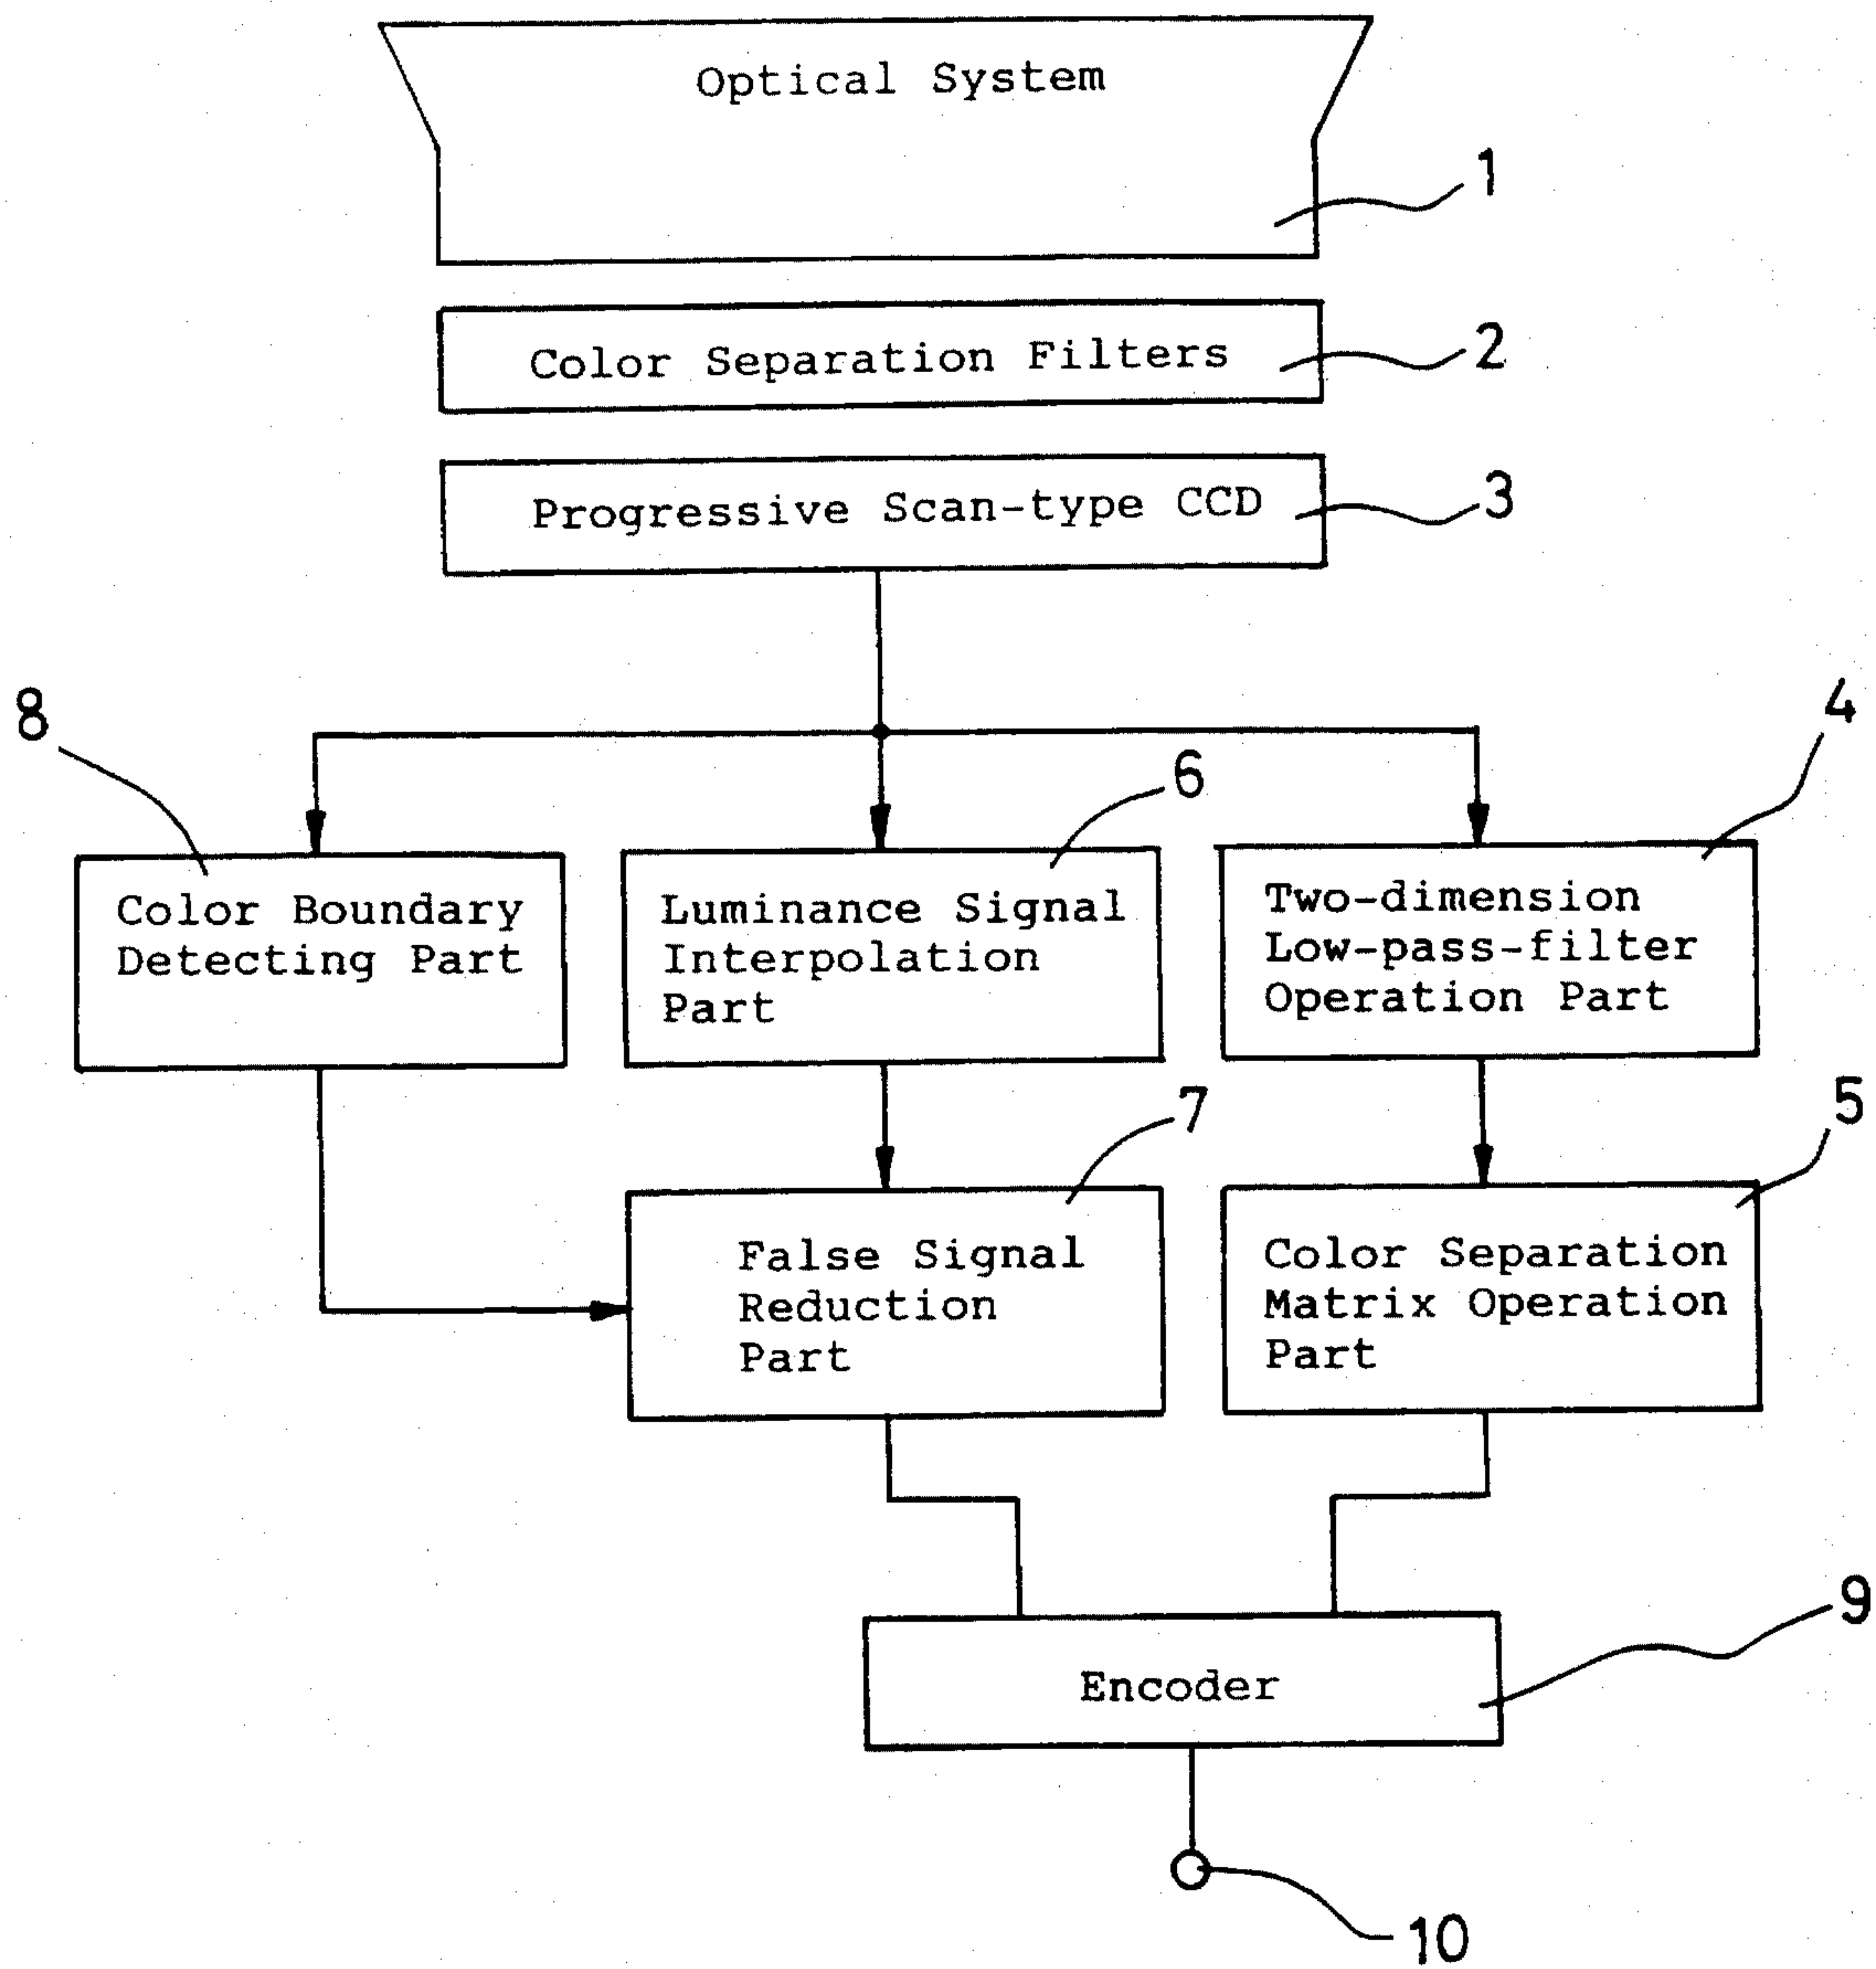 Optical System
1
Color Separation Filters
2
Progressive Scan-type CCD
3
8
6
4
Color Boundary
Detecting Part
Luminance Signal
Interpolation
Part
Two-dimension
Low-pass-filter
Operation Part
7
5
False Signal
Reduction
Part
Color Separation
Matrix Operation
Part
Encoder
9
10